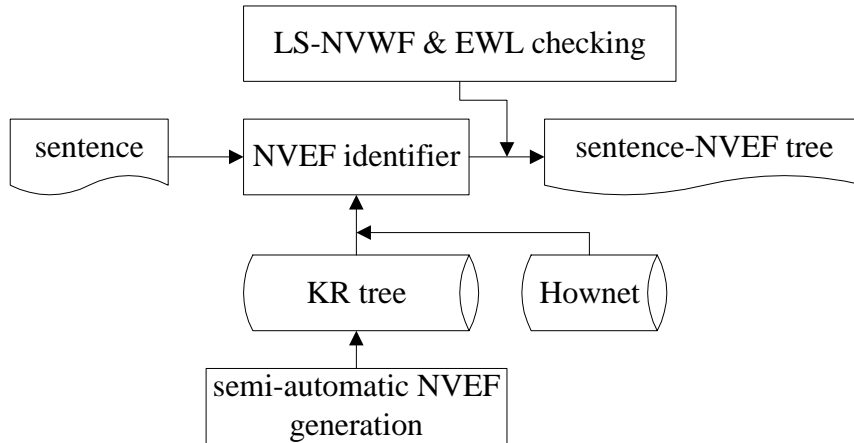 LS-NVWF & EWL checking
sentence
NVEF identifier
sentence-NVEF tree
KR tree
Hownet
semi-automatic NVEF
generation